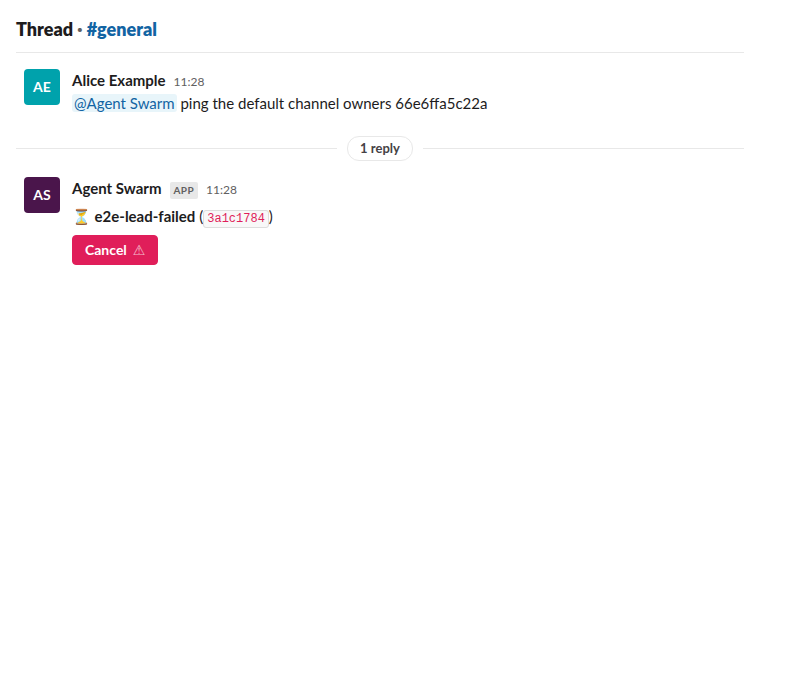 Thread • #general
AE
Alice Example 11:28
@Agent Swarm ping the default channel owners 66e6ffa5c22a
1 reply
AS
Agent Swarm APP 11:28
⏳ e2e-lead-failed (3a1c1784)
Cancel ⚠